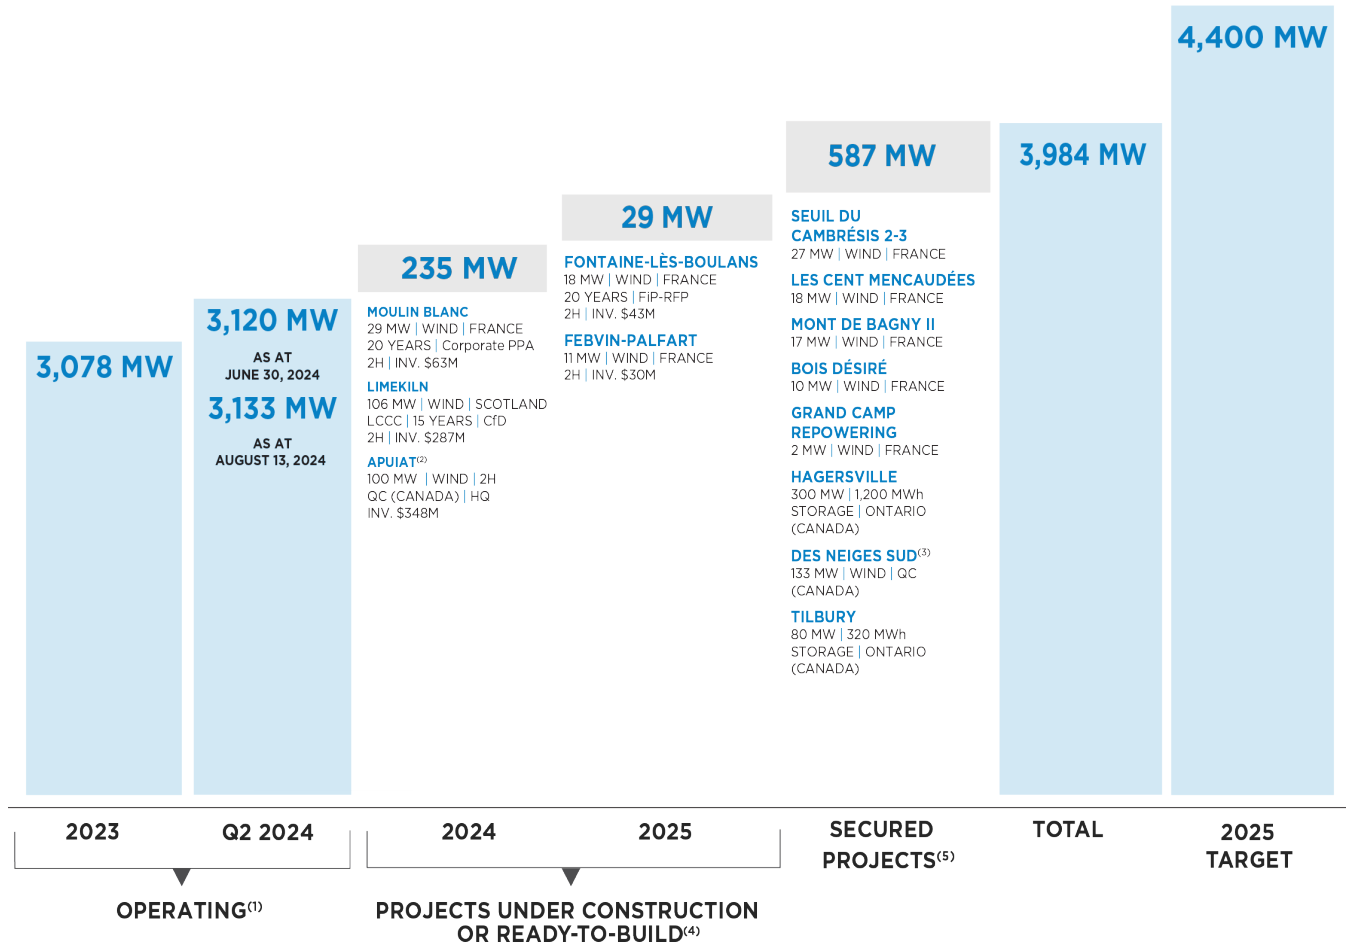 3,078 MW
3,120 MW
AS AT
JUNE 30, 2024
3,133 MW
AS AT
AUGUST 13, 2024
235 MW
MOULIN BLANC
29 MW | WIND | FRANCE
20 YEARS | Corporate PPA
2H | INV. $63M
LIMEKILN
106 MW | WIND | SCOTLAND
LCCC | 15 YEARS | CfD
2H | INV. $287M
APUIAT(2)
100 MW | WIND | 2H
QC (CANADA) | HQ
INV. $348M
29 MW
FONTAINE-LÈS-BOULANS
18 MW | WIND | FRANCE
20 YEARS | FiP-RFP
2H | INV. $43M
FEBVIN-PALFART
11 MW | WIND | FRANCE
2H | INV. $30M
587 MW
SEUIL DU
CAMBRÉSIS 2-3
27 MW | WIND | FRANCE
LES CENT MENCAUDÉES
18 MW | WIND | FRANCE
MONT DE BAGNY II
17 MW | WIND | FRANCE
BOIS DÉSIRÉ
10 MW | WIND | FRANCE
GRAND CAMP
REPOWERING
2 MW | WIND | FRANCE
HAGERSVILLE
300 MW | 1,200 MWh
STORAGE | ONTARIO
(CANADA)
DES NEIGES SUD(3)
133 MW | WIND | QC
(CANADA)
TILBURY
80 MW | 320 MWh
STORAGE | ONTARIO
(CANADA)
3,984 MW
4,400 MW
2023
Q2 2024
2024
2025
SECURED
PROJECTS(5)
TOTAL
2025
TARGET
OPERATING(1)
PROJECTS UNDER CONSTRUCTION
OR READY-TO-BUILD(4)